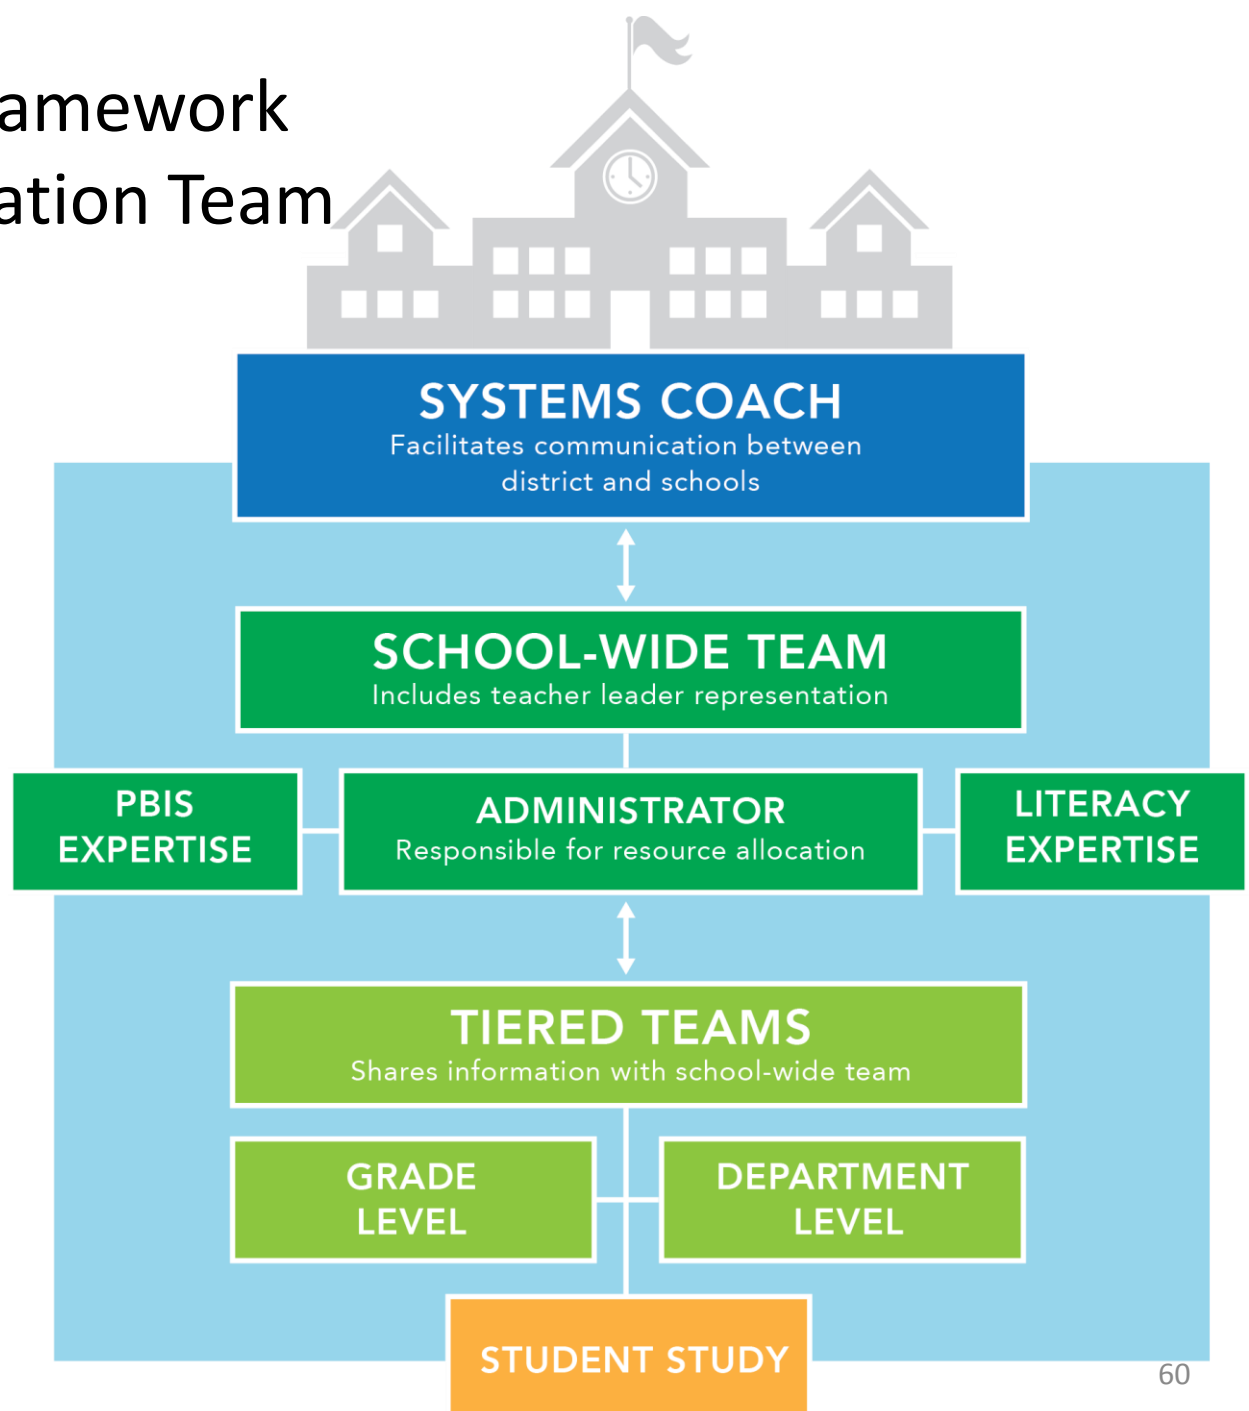 amework
ation Team
SYSTEMS COACH
Facilitates communication between
district and schools
SCHOOL-WIDE TEAM
Includes teacher leader representation
PBIS
EXPERTISE
ADMINISTRATOR
Responsible for resource allocation
LITERACY
EXPERTISE
TIERED TEAMS
Shares information with school-wide team
GRADE
LEVEL
DEPARTMENT
LEVEL
STUDENT STUDY
60